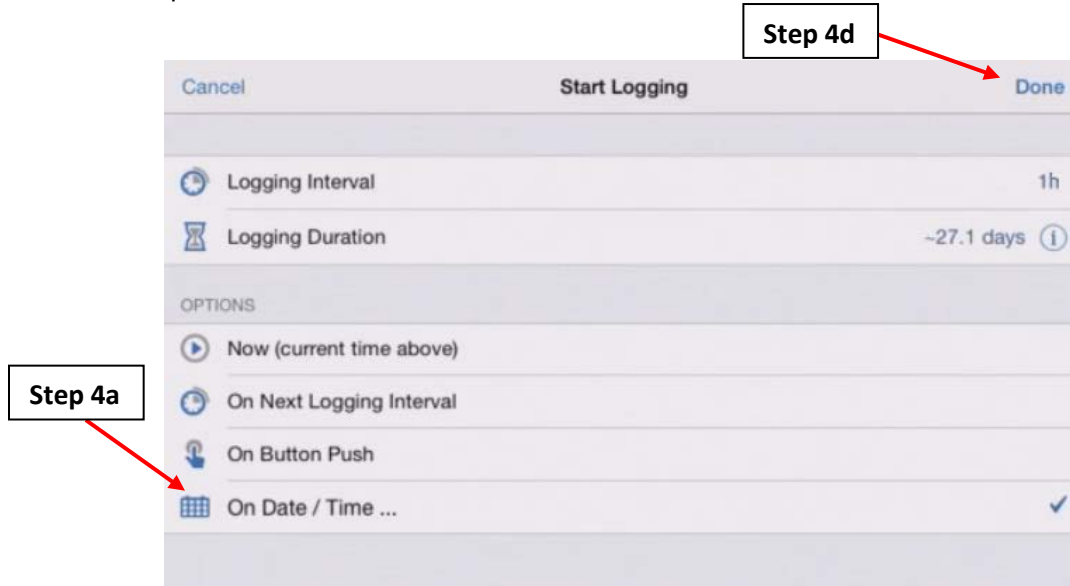 Step 4d
Cancel Start Logging Done
Logging Interval 1h
Logging Duration ~27.1 days
OPTIONS
Now (current time above)
On Next Logging Interval
Step 4a
On Button Push
On Date / Time ...